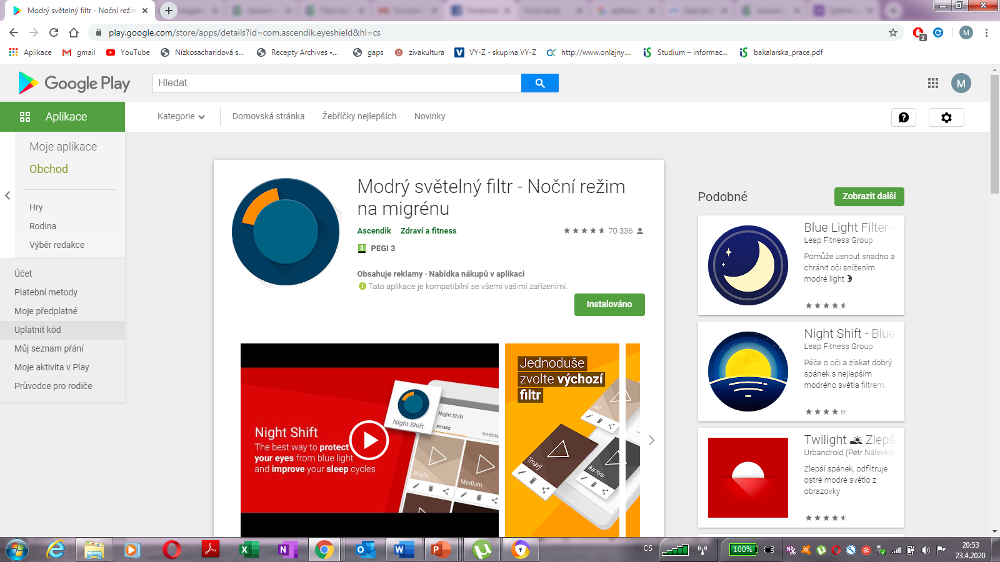 Modrý světelný filtr - Noční režim
play.google.com/store/apps/details?id=com.ascendik.eyeshield&hl=cs
2
M
Aplikace
gmail
YouTube
Nízkosacharidová s...
Recepty Archives •...
gaps
zivakultura
VY-Z - skupina VY-Z
http://www.onlajny....
Studium – informac...
bakalarska_prace.pdf
Google Play
Hledat
M
Aplikace
Kategorie
Domovská stránka
Žebříčky nejlepších
Novinky
Moje aplikace
Obchod
Hry
Rodina
Výběr redakce
Účet
Platební metody
Moje předplatné
Uplatnit kód
Můj seznam přání
Moje aktivita v Play
Průvodce pro rodiče
Modrý světelný filtr - Noční režim
na migrénu
Ascendik Zdraví a fitness
70 336
3 PEGI 3
Obsahuje reklamy · Nabídka nákupů v aplikaci
Tato aplikace je kompatibilní se všemi vašimi zařízeními.
Instalováno
Night Shift
The best way to protect
your eyes from blue light
and improve your sleep cycles
Night Shift
Night Shift
FILTERS
Bright
Medium
Jednoduše
zvolte výchozí
filtr
Tmavý
Bez tónu
Podobné
Zobrazit další
Blue Light Filter -
Leap Fitness Group
Pomůže usnout snadno a
chránit oči snížením
modré light
Night Shift - Blue
Leap Fitness Group
Péče o oči a získat dobrý
spánek s nejlepším
modrého světla filtrem.
Twilight Zlepš
Urbandroid (Petr Nálevka)
Zlepší spánek, odfiltruje
ostré modré světlo z
obrazovky
CS
100%
20:53
23.4.2020